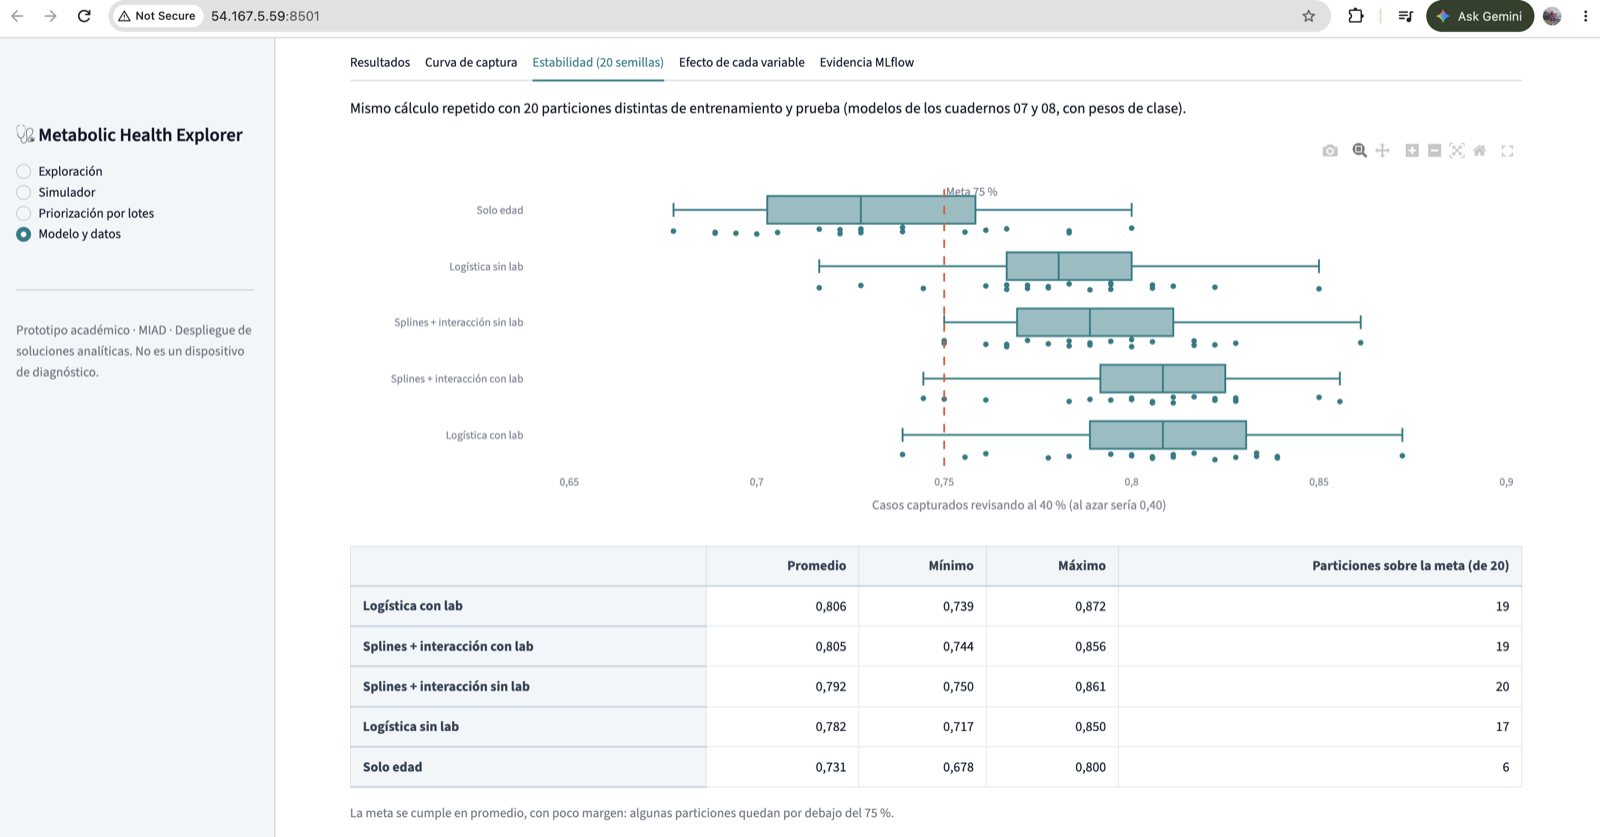 Not Secure 54.167.5.59:8501
Ask Gemini
Metabolic Health Explorer
Exploración
Simulador
Priorización por lotes
Modelo y datos
Prototipo académico · MIAD · Despliegue de
soluciones analíticas. No es un dispositivo
de diagnóstico.
Resultados Curva de captura Estabilidad (20 semillas) Efecto de cada variable Evidencia MLflow
Mismo cálculo repetido con 20 particiones distintas de entrenamiento y prueba (modelos de los cuadernos 07 y 08, con pesos de clase).
Meta 75 %
Solo edad
Logística sin lab
Splines + interacción sin lab
Splines + interacción con lab
Logística con lab
0,65 0,7 0,75 0,8 0,85 0,9
Casos capturados revisando al 40 % (al azar sería 0,40)
Promedio Mínimo Máximo Particiones sobre la meta (de 20)
Logística con lab 0,806 0,739 0,872 19
Splines + interacción con lab 0,805 0,744 0,856 19
Splines + interacción sin lab 0,792 0,750 0,861 20
Logística sin lab 0,782 0,717 0,850 17
Solo edad 0,731 0,678 0,800 6
La meta se cumple en promedio, con poco margen: algunas particiones quedan por debajo del 75 %.